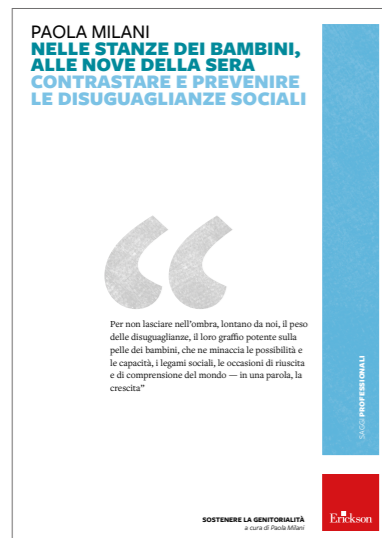 PAOLA MILANI
NELLE STANZE DEI BAMBINI,
ALLE NOVE DELLA SERA
CONTRASTARE E PREVENIRE
LE DISUGUAGLIANZE SOCIALI
“
Per non lasciare nell'ombra, lontano da noi, il peso
delle disuguaglianze, il loro graffio potente sulla
pelle dei bambini, che ne minaccia le possibilità e
le capacità, i legami sociali, le occasioni di riuscita
e di comprensione del mondo — in una parola, la
crescita”
SAGGI PROFESSIONALI
SOSTENERE LA GENITORIALITÀ
a cura di Paola Milani
Erickson